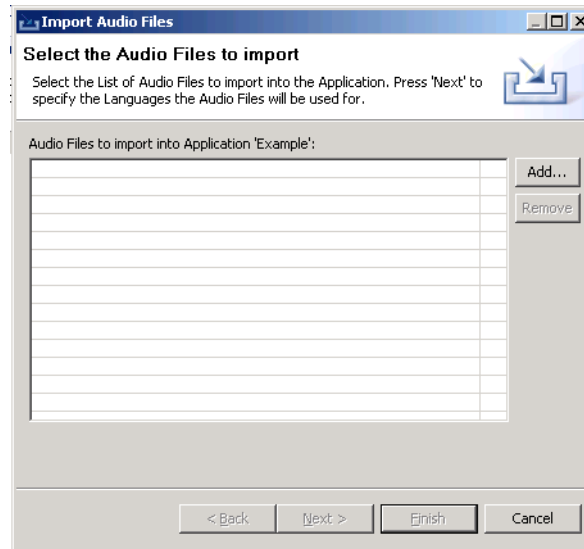 Import Audio Files
Select the Audio Files to import
Select the List of Audio Files to import into the Application. Press 'Next' to
specify the Languages the Audio Files will be used for.
Audio Files to import into Application 'Example':
Add...
Remove
< Back
Next >
Finish
Cancel